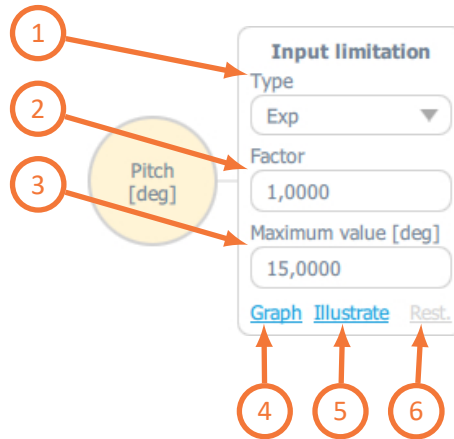 1
Input limitation
Type
2
Exp
Factor
3
Pitch
[deg]
1,0000
Maximum value [deg]
15,0000
Graph Illustrate Rest.
4 5 6